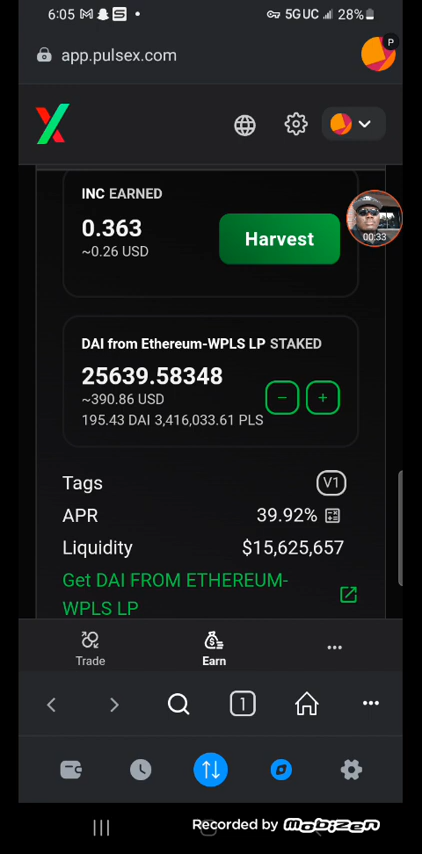 6:05
5GUC 28%
app.pulsex.com
P
INC EARNED
0.363
~0.26 USD
Harvest
00:33
DAI from Ethereum-WPLS LP STAKED
25639.58348
~390.86 USD
195.43 DAI 3,416,033.61 PLS
− +
Tags V1
APR 39.92%
Liquidity $15,625,657
Get DAI FROM ETHEREUM-
WPLS LP
Trade Earn
1
Recorded by MOBIZEN